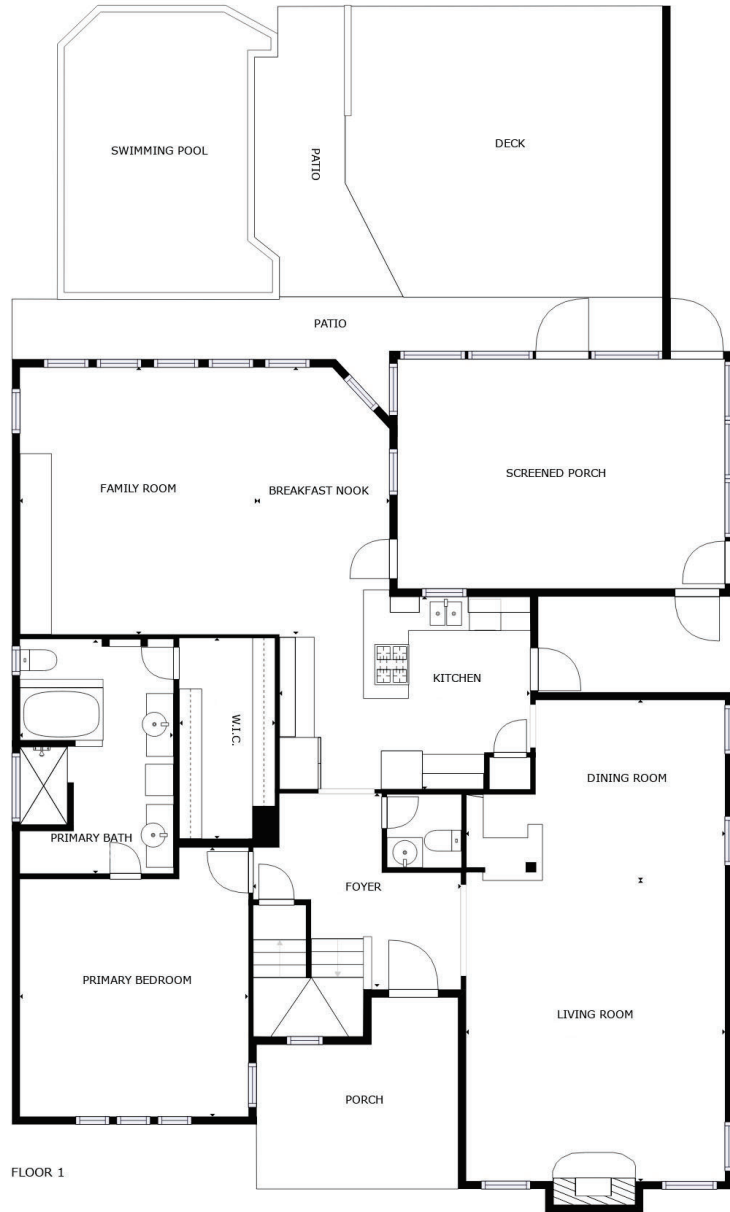 SWIMMING POOL
PATIO
DECK
PATIO
FAMILY ROOM
BREAKFAST NOOK
SCREENED PORCH
KITCHEN
W.I.C.
DINING ROOM
PRIMARY BATH
FOYER
PRIMARY BEDROOM
LIVING ROOM
PORCH
FLOOR 1